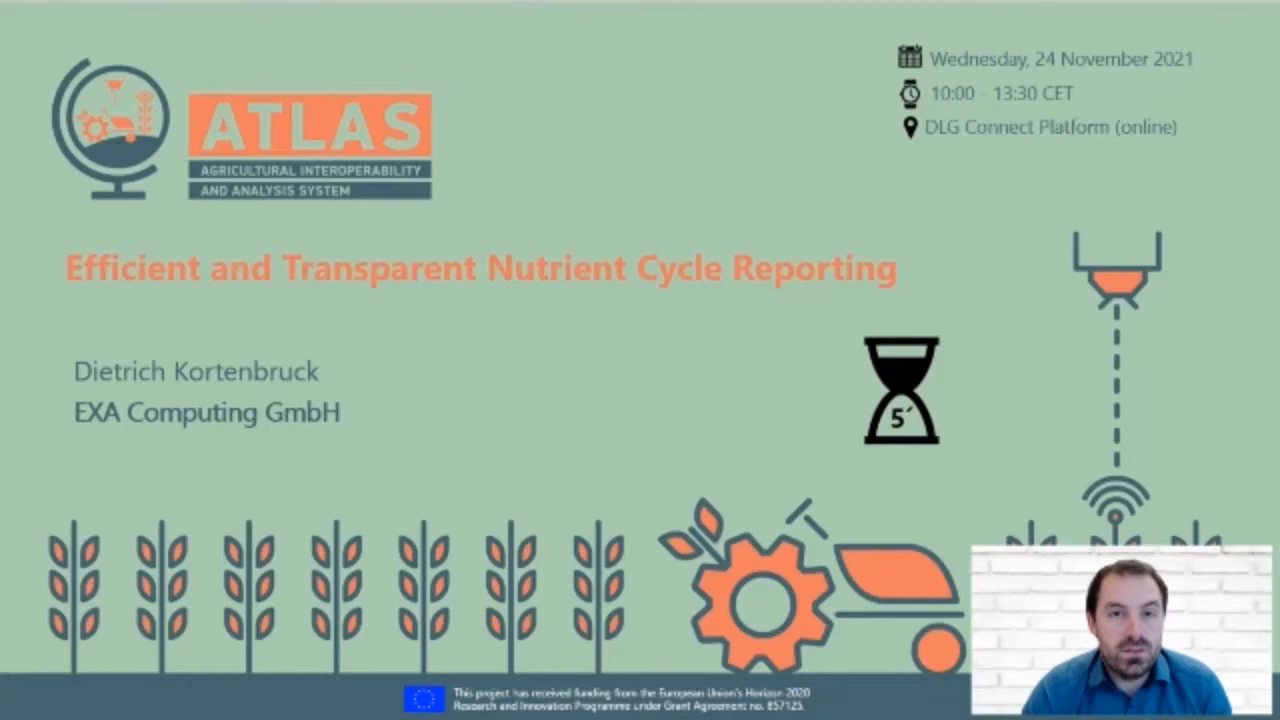 Wednesday, 24 November 2021
10:00 - 13:30 CET
DLG Connect Platform (online)
ATLAS
AGRICULTURAL INTEROPERABILITY
AND ANALYSIS SYSTEM
Efficient and Transparent Nutrient Cycle Reporting
Dietrich Kortenbruck
EXA Computing GmbH
5´
This project has received funding from the European Union's Horizon 2020
Research and Innovation Programme under Grant Agreement no. 857125.